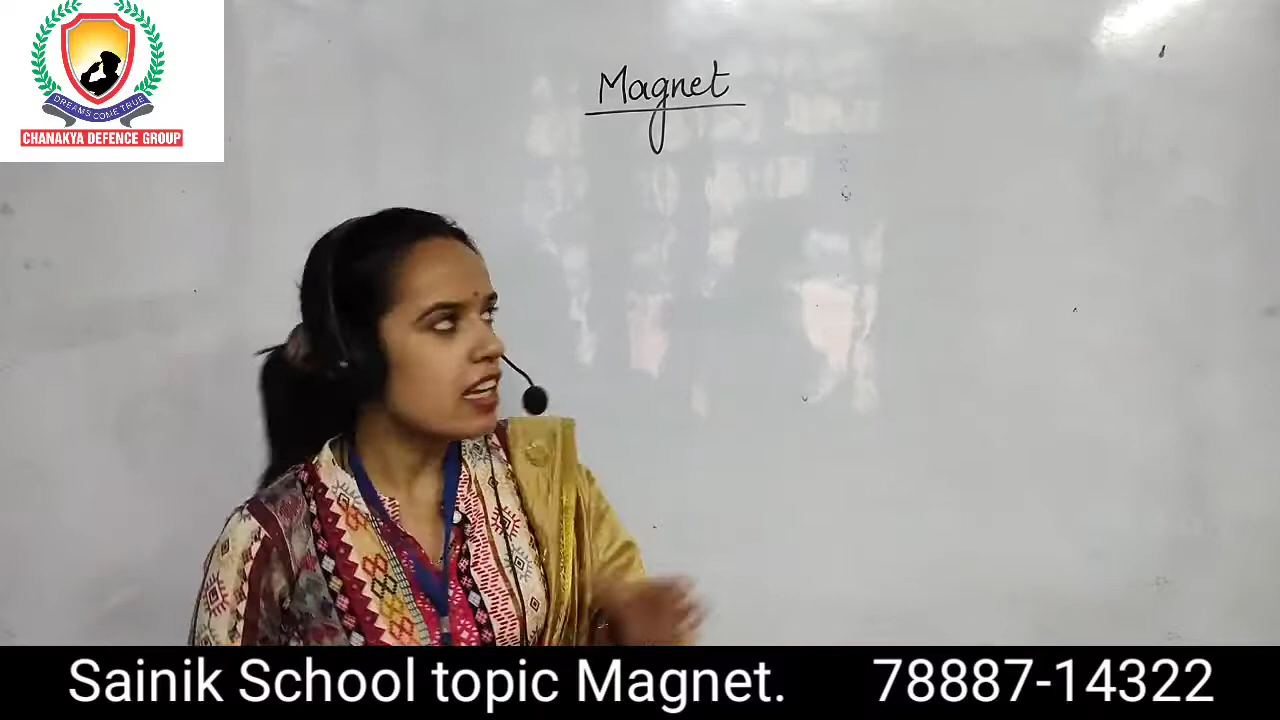 DREAMS COME TRUE
CHANAKYA DEFENCE GROUP
Magnet
Sainik School topic Magnet. 78887-14322